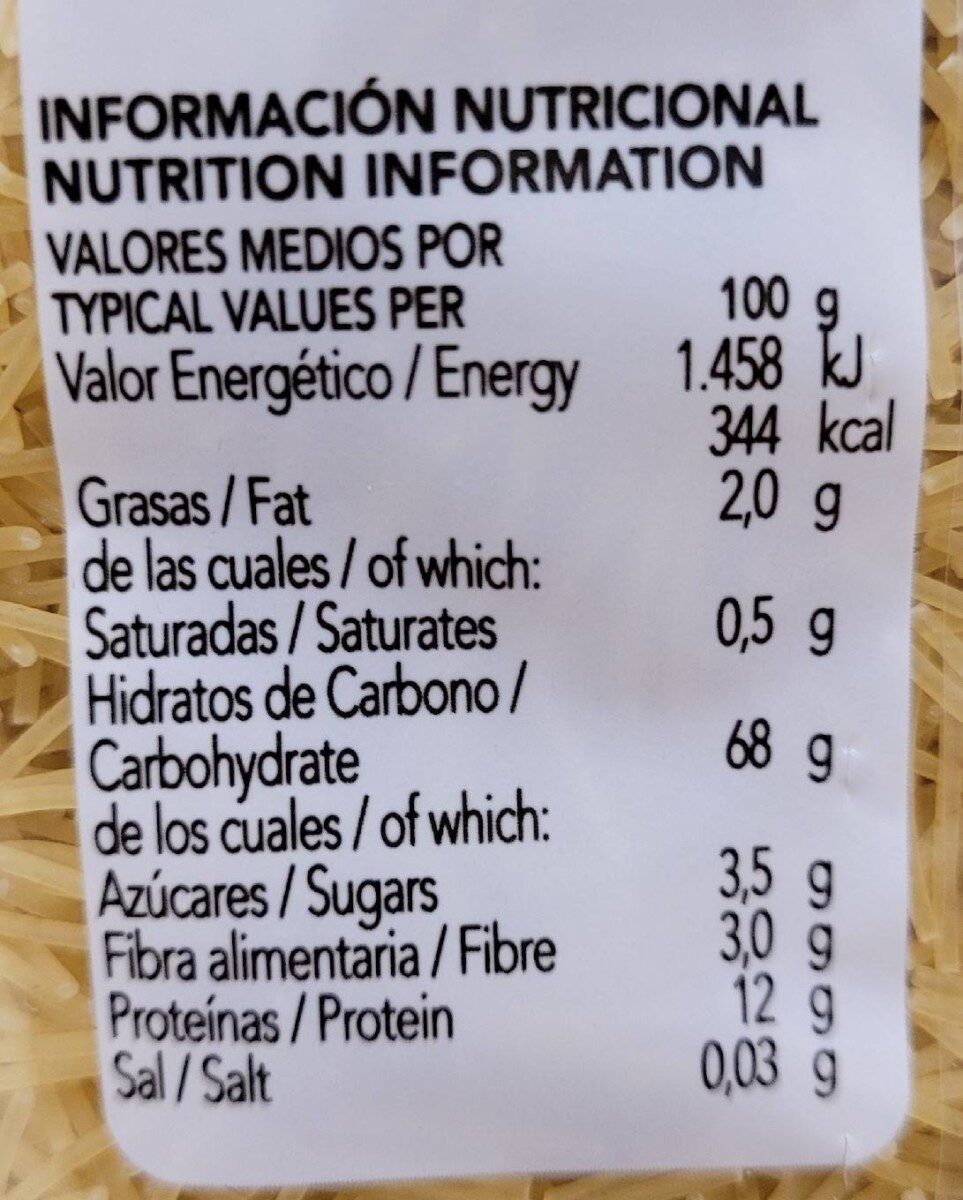 INFORMACIÓN NUTRICIONAL
NUTRITION INFORMATION
VALORES MEDIOS POR
TYPICAL VALUES PER 100 g
Valor Energético / Energy 1.458 kJ
344 kcal
Grasas / Fat 2,0 g
de las cuales / of which:
Saturadas / Saturates 0,5 g
Hidratos de Carbono /
Carbohydrate 68 g
de los cuales / of which:
Azúcares / Sugars 3,5 g
Fibra alimentaria / Fibre 3,0 g
Proteínas / Protein 12 g
Sal / Salt 0,03 g